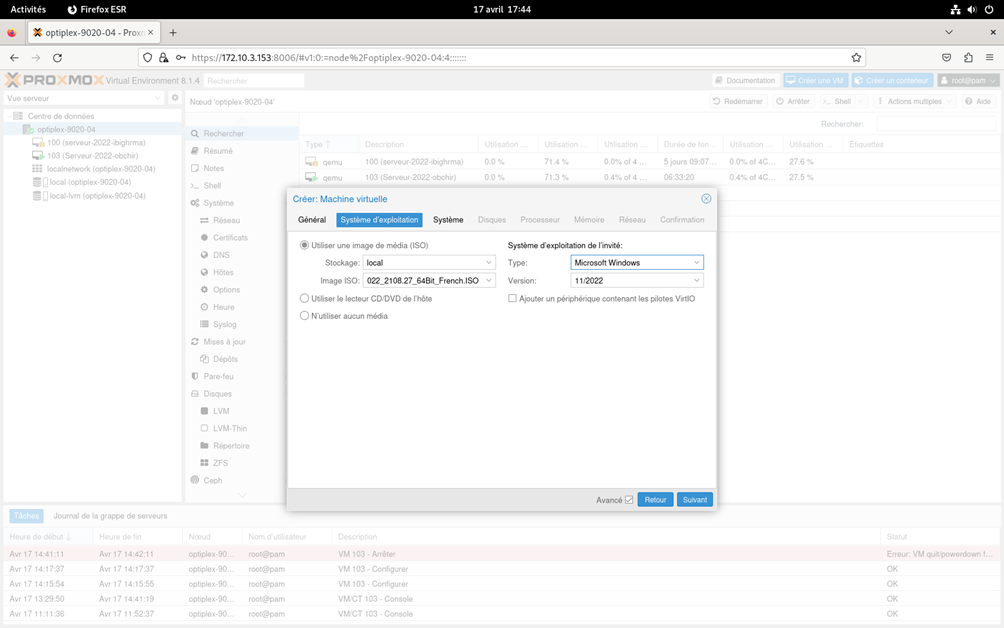 Activités Firefox ESR 17 avril 17:44
optiplex-9020-04 - Proxm
https://172.10.3.153:8006/#v1:0:=node%2Foptiplex-9020-04:4:::::::
PROXMOX Virtual Environment 8.1.4 Rechercher Documentation Créer une VM Créer un conteneur root@pam
Vue serveur Nœud 'optiplex-9020-04' Redémarrer Arrêter Shell Actions multiples Aide
Centre de données
optiplex-9020-04
100 (serveur-2022-ibighrma)
103 (Serveur-2022-obchir)
localnetwork (optiplex-9020-04)
local (optiplex-9020-04)
local-lvm (optiplex-9020-04)
Rechercher
Résumé
Notes
Shell
Système
Réseau
Certificats
DNS
Hôtes
Options
Heure
Syslog
Mises à jour
Dépôts
Pare-feu
Disques
LVM
LVM-Thin
Répertoire
ZFS
Ceph
Rechercher:
Type Description Utilisation ... Utilisation ... Utilisation ... Durée de fon... Utilisation ... Utilisation ... Étiquettes
qemu 100 (serveur-2022-ibighrma) 0.0 % 71.4 % 0.0% of 4 ... 5 jours 09:07... 0.0% of 4C... 27.6 %
qemu 103 (Serveur-2022-obchir) 0.0 % 71.3 % 0.4% of 4 ... 06:33:20 0.4% of 4C... 27.5 %
Créer: Machine virtuelle
Général Système d'exploitation Système Disques Processeur Mémoire Réseau Confirmation
Utiliser une image de média (ISO) Système d'exploitation de l'invité:
Stockage: local Type: Microsoft Windows
Image ISO: 022_2108.27_64Bit_French.ISO Version: 11/2022
Utiliser le lecteur CD/DVD de l'hôte Ajouter un périphérique contenant les pilotes VirtIO
N'utiliser aucun média
Avancé Retour Suivant
Tâches Journal de la grappe de serveurs
Heure de début Heure de fin Nœud Nom d'utilisateur Description Statut
Avr 17 14:41:11 Avr 17 14:42:11 optiplex-90... root@pam VM 103 - Arrêter Erreur: VM quit/powerdown f...
Avr 17 14:17:37 Avr 17 14:17:37 optiplex-90... root@pam VM 103 - Configurer OK
Avr 17 14:15:54 Avr 17 14:15:55 optiplex-90... root@pam VM 103 - Configurer OK
Avr 17 13:29:50 Avr 17 14:41:19 optiplex-90... root@pam VM/CT 103 - Console OK
Avr 17 11:11:36 Avr 17 11:52:37 optiplex-90... root@pam VM/CT 103 - Console OK